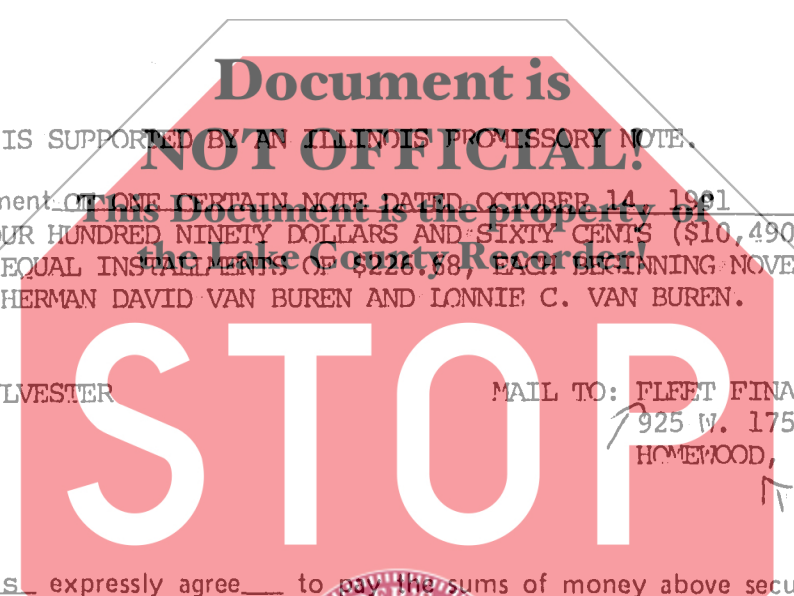 Document is
IS SUPPORTED BY AN ILLINOIS PROMISSORY NOTE.
NOT OFFICIAL!
ment OF ONE CERTAIN NOTE DATED OCTOBER 14, 1981
This Document is the property of
OUR HUNDRED NINETY DOLLARS AND SIXTY CENTS ($10,490
the Lake County Recorder!
EQUAL INSTALLMENTS OF EACH BEGINNING NOVE
HERMAN DAVID VAN BUREN AND LONNIE C. VAN BUREN.
STOP
LVESTER MAIL TO: FLEET FINA
925 W. 175
HOMEWOOD,
s expressly agree to pay the sums of money above secu